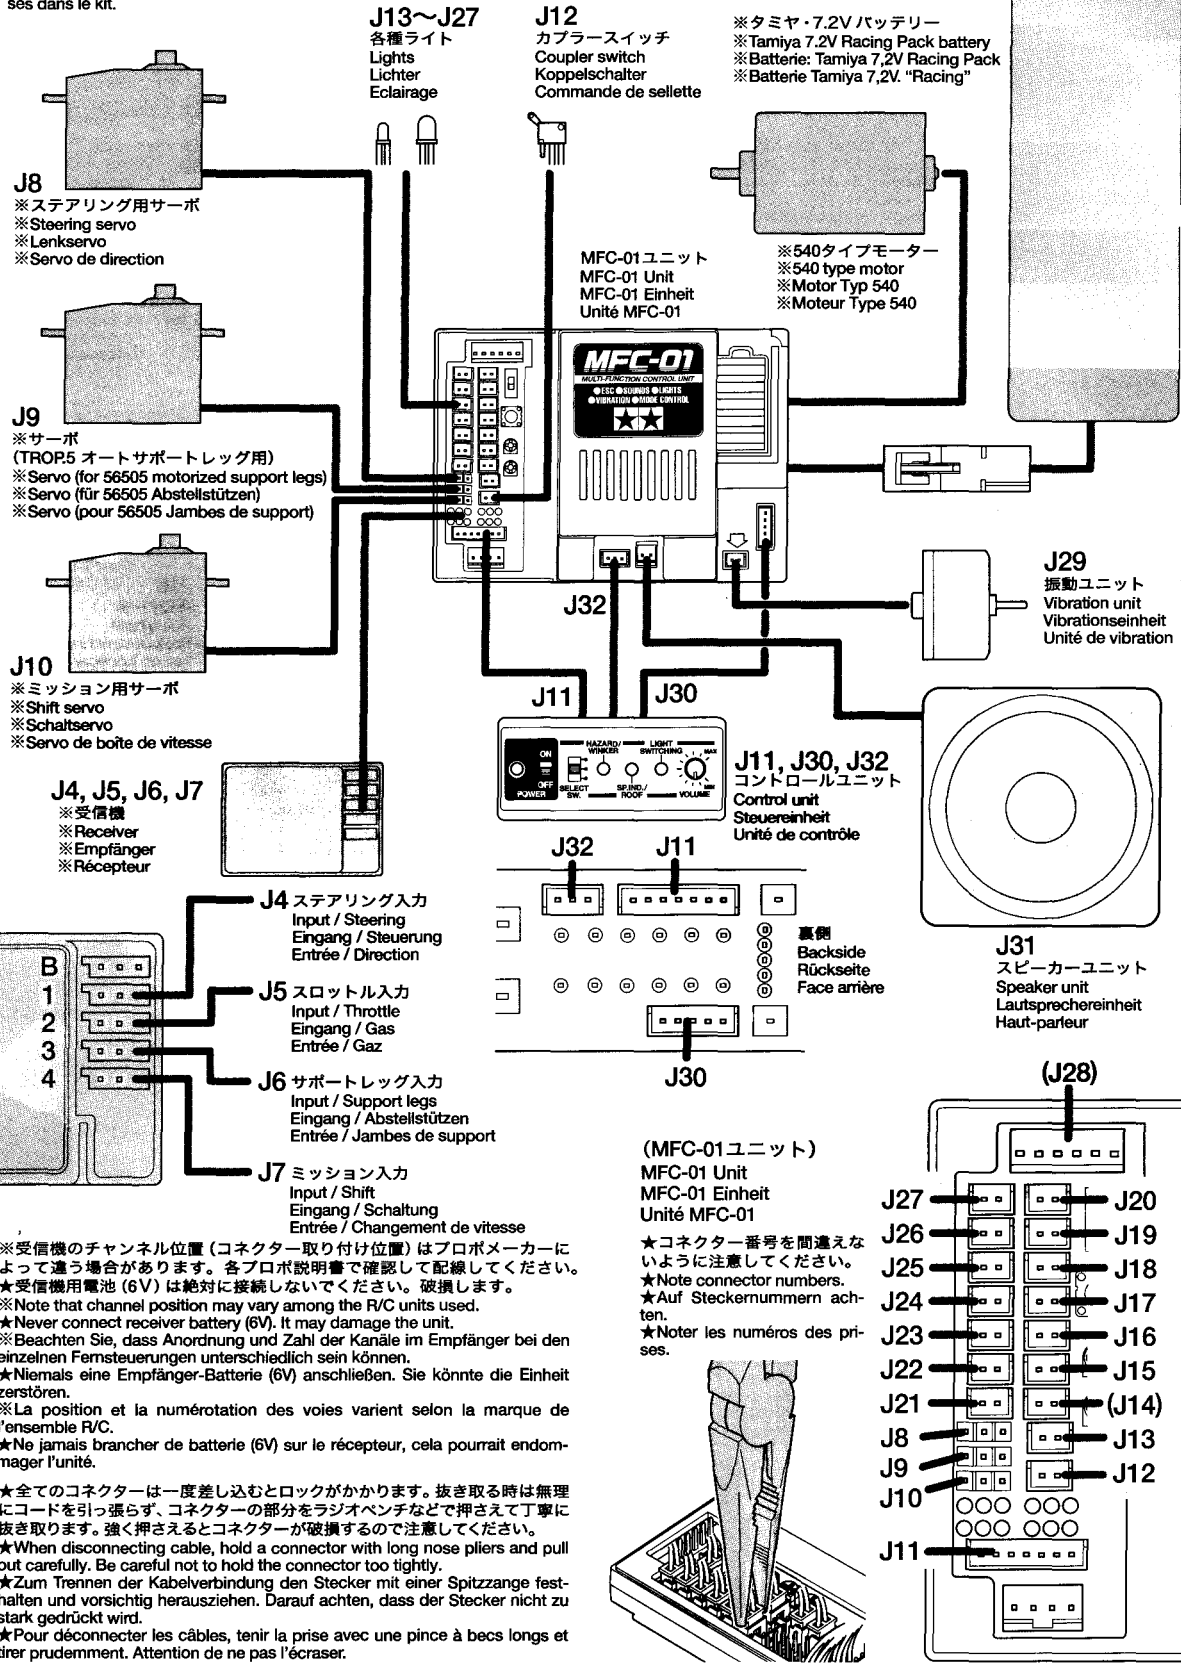 ses dans le kit.
J13～J27
各種ライト
Lights
Lichter
Eclairage
J12
カプラースイッチ
Coupler switch
Koppelschalter
Commande de sellette
※タミヤ・7.2V バッテリー
※Tamiya 7.2V Racing Pack battery
※Batterie: Tamiya 7,2V Racing Pack
※Batterie Tamiya 7,2V. “Racing”
J8
※ステアリング用サーボ
※Steering servo
※Lenkservo
※Servo de direction
MFC-01ユニット
MFC-01 Unit
MFC-01 Einheit
Unité MFC-01
※540タイプモーター
※540 type motor
※Motor Typ 540
※Moteur Type 540
MFC-01
MULTI-FUNCTION CONTROL UNIT
●ESC ●SOUNDS ●LIGHTS
●VIBRATION ●MODE CONTROL
J9
※サーボ
（TROP.5 オートサポートレッグ用）
※Servo (for 56505 motorized support legs)
※Servo (für 56505 Abstellstützen)
※Servo (pour 56505 Jambes de support)
J10
※ミッション用サーボ
※Shift servo
※Schaltservo
※Servo de boîte de vitesse
J32
J29
振動ユニット
Vibration unit
Vibrationseinheit
Unité de vibration
J11
J30
POWER
ON
OFF
SELECT SW.
HAZARD/ WINKER
SP.IND./ ROOF
LIGHT SWITCHING
VOLUME
MAX
MIN
J11, J30, J32
コントロールユニット
Control unit
Steuereinheit
Unité de contrôle
J4, J5, J6, J7
※受信機
※Receiver
※Empfänger
※Récepteur
J32
J11
裏側
Backside
Rückseite
Face arrière
J30
J31
スピーカーユニット
Speaker unit
Lautsprechereinheit
Haut-parleur
B
1
2
3
4
J4 ステアリング入力
Input / Steering
Eingang / Steuerung
Entrée / Direction
J5 スロットル入力
Input / Throttle
Eingang / Gas
Entrée / Gaz
J6 サポートレッグ入力
Input / Support legs
Eingang / Abstellstützen
Entrée / Jambes de support
J7 ミッション入力
Input / Shift
Eingang / Schaltung
Entrée / Changement de vitesse
※受信機のチャンネル位置（コネクター取り付け位置）はプロポメーカーに
よって違う場合があります。各プロポ説明書で確認して配線してください。
★受信機用電池（6V）は絶対に接続しないでください。破損します。
※Note that channel position may vary among the R/C units used.
★Never connect receiver battery (6V). It may damage the unit.
※Beachten Sie, dass Anordnung und Zahl der Kanäle im Empfänger bei den
einzelnen Fernsteuerungen unterschiedlich sein können.
★Niemals eine Empfänger-Batterie (6V) anschließen. Sie könnte die Einheit
zerstören.
※La position et la numérotation des voies varient selon la marque de
l'ensemble R/C.
★Ne jamais brancher de batterie (6V) sur le récepteur, cela pourrait endom-
mager l'unité.
★全てのコネクターは一度差し込むとロックがかかります。抜き取る時は無理
にコードを引っ張らず、コネクターの部分をラジオペンチなどで押さえて丁寧に
抜き取ります。強く押さえるとコネクターが破損するので注意してください。
★When disconnecting cable, hold a connector with long nose pliers and pull
out carefully. Be careful not to hold the connector too tightly.
★Zum Trennen der Kabelverbindung den Stecker mit einer Spitzzange fest-
halten und vorsichtig herausziehen. Darauf achten, dass der Stecker nicht zu
stark gedrückt wird.
★Pour déconnecter les câbles, tenir la prise avec une pince à becs longs et
tirer prudemment. Attention de ne pas l'écraser.
（MFC-01ユニット）
MFC-01 Unit
MFC-01 Einheit
Unité MFC-01
★コネクター番号を間違えな
いように注意してください。
★Note connector numbers.
★Auf Steckernummern ach-
ten.
★Noter les numéros des pri-
ses.
(J28)
J27
J20
J26
J19
J25
J18
J24
J17
J23
J16
J22
J15
J21
(J14)
J8
J13
J9
J12
J10
J11